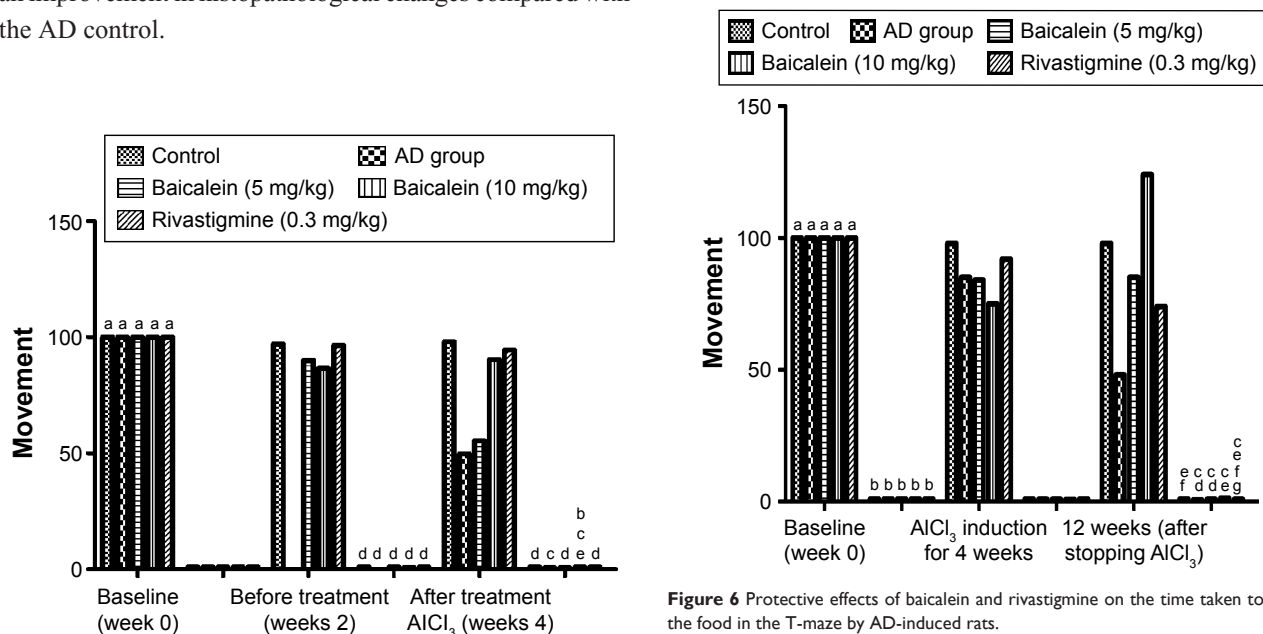 an improvement in histopathological changes compared with
the AD control.
Control AD group
Baicalein (5 mg/kg) Baicalein (10 mg/kg)
Rivastigmine (0.3 mg/kg)
150
100
50
0
Movement
a a a a a
d d d d d
b
c
d c d e d
Baseline
(week 0)
Before treatment
(weeks 2)
After treatment
AlCl₃ (weeks 4)
Control AD group Baicalein (5 mg/kg)
Baicalein (10 mg/kg) Rivastigmine (0.3 mg/kg)
150
100
50
0
Movement
a a a a a
b b b b b
c
e
e c c c f
f d d e g
Baseline
(week 0)
AlCl₃ induction
for 4 weeks
12 weeks (after
stopping AlCl₃)
Figure 6 Protective effects of baicalein and rivastigmine on the time taken to
the food in the T-maze by AD-induced rats.